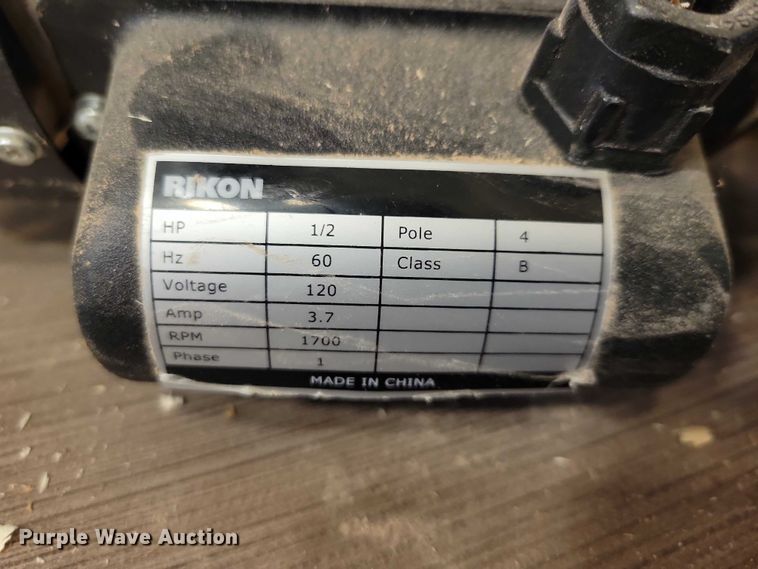 RIKON
HP 1/2 Pole 4
Hz 60 Class B
Voltage 120
Amp 3.7
RPM 1700
Phase 1
MADE IN CHINA
Purple Wave Auction